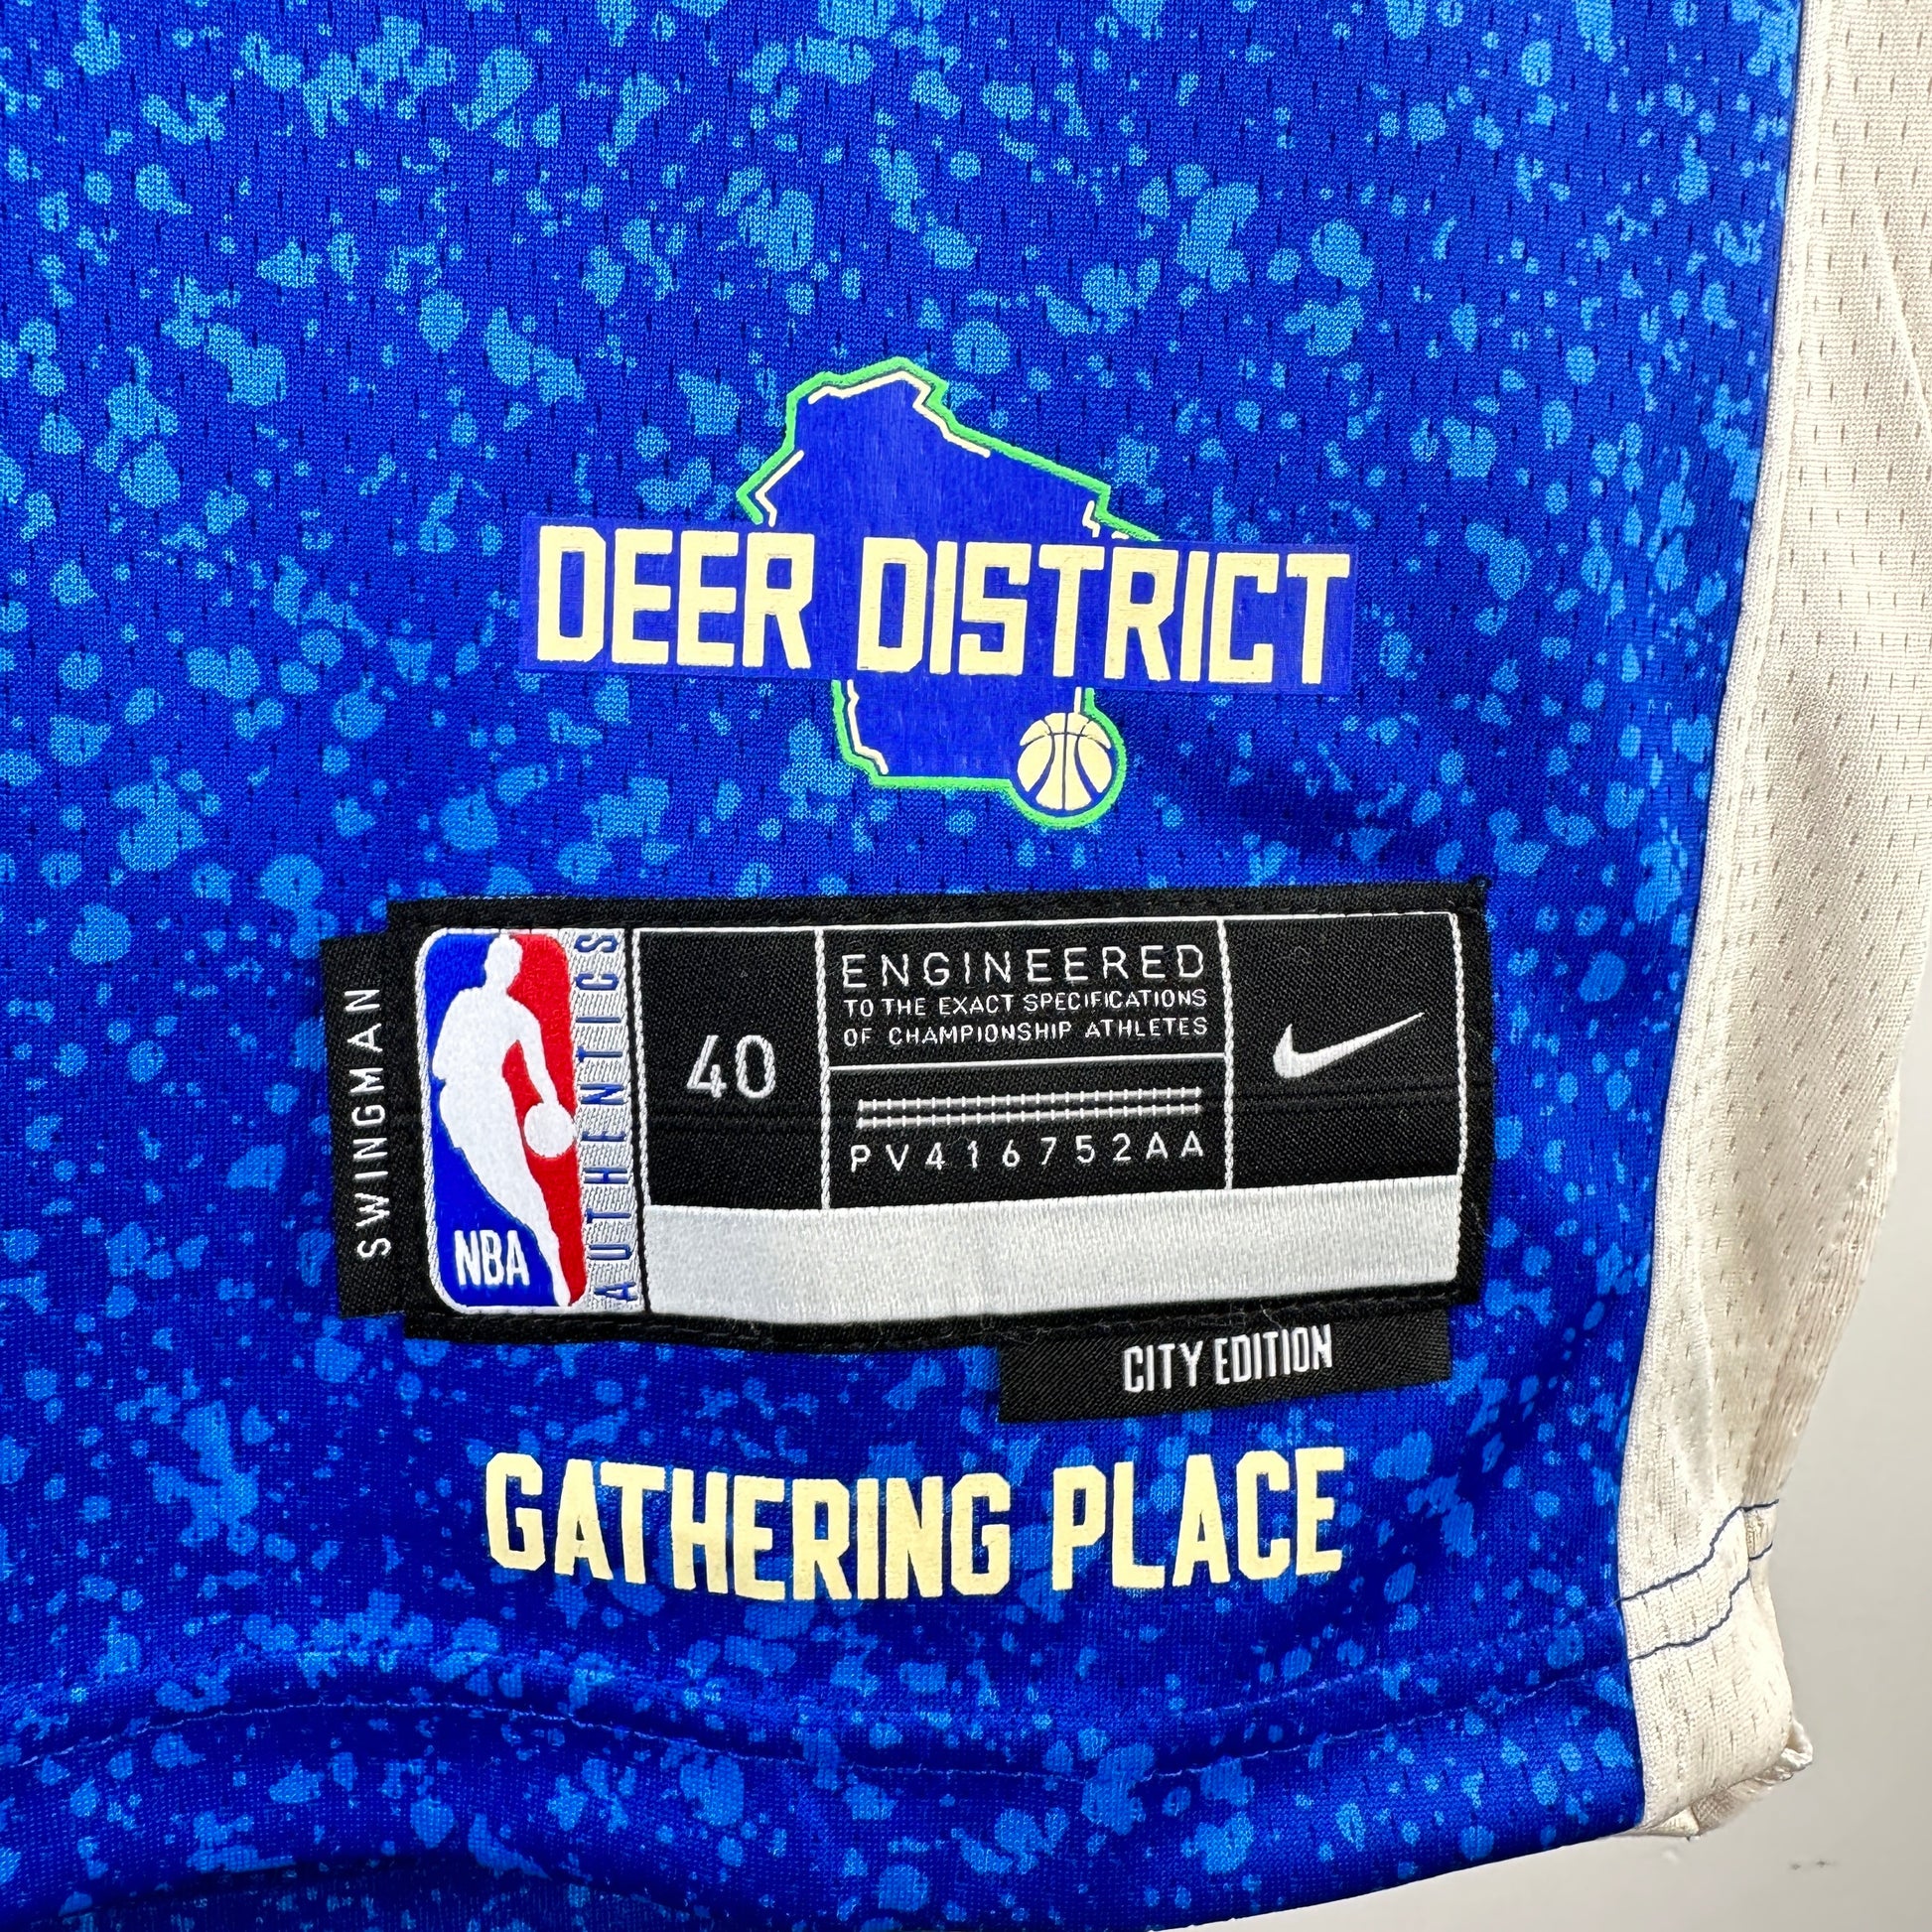 DEER DISTRICT
SWINGMAN
NBA
AUTHENTICS
40
ENGINEERED
TO THE EXACT SPECIFICATIONS
OF CHAMPIONSHIP ATHLETES
PV416752AA
CITY EDITION
GATHERING PLACE